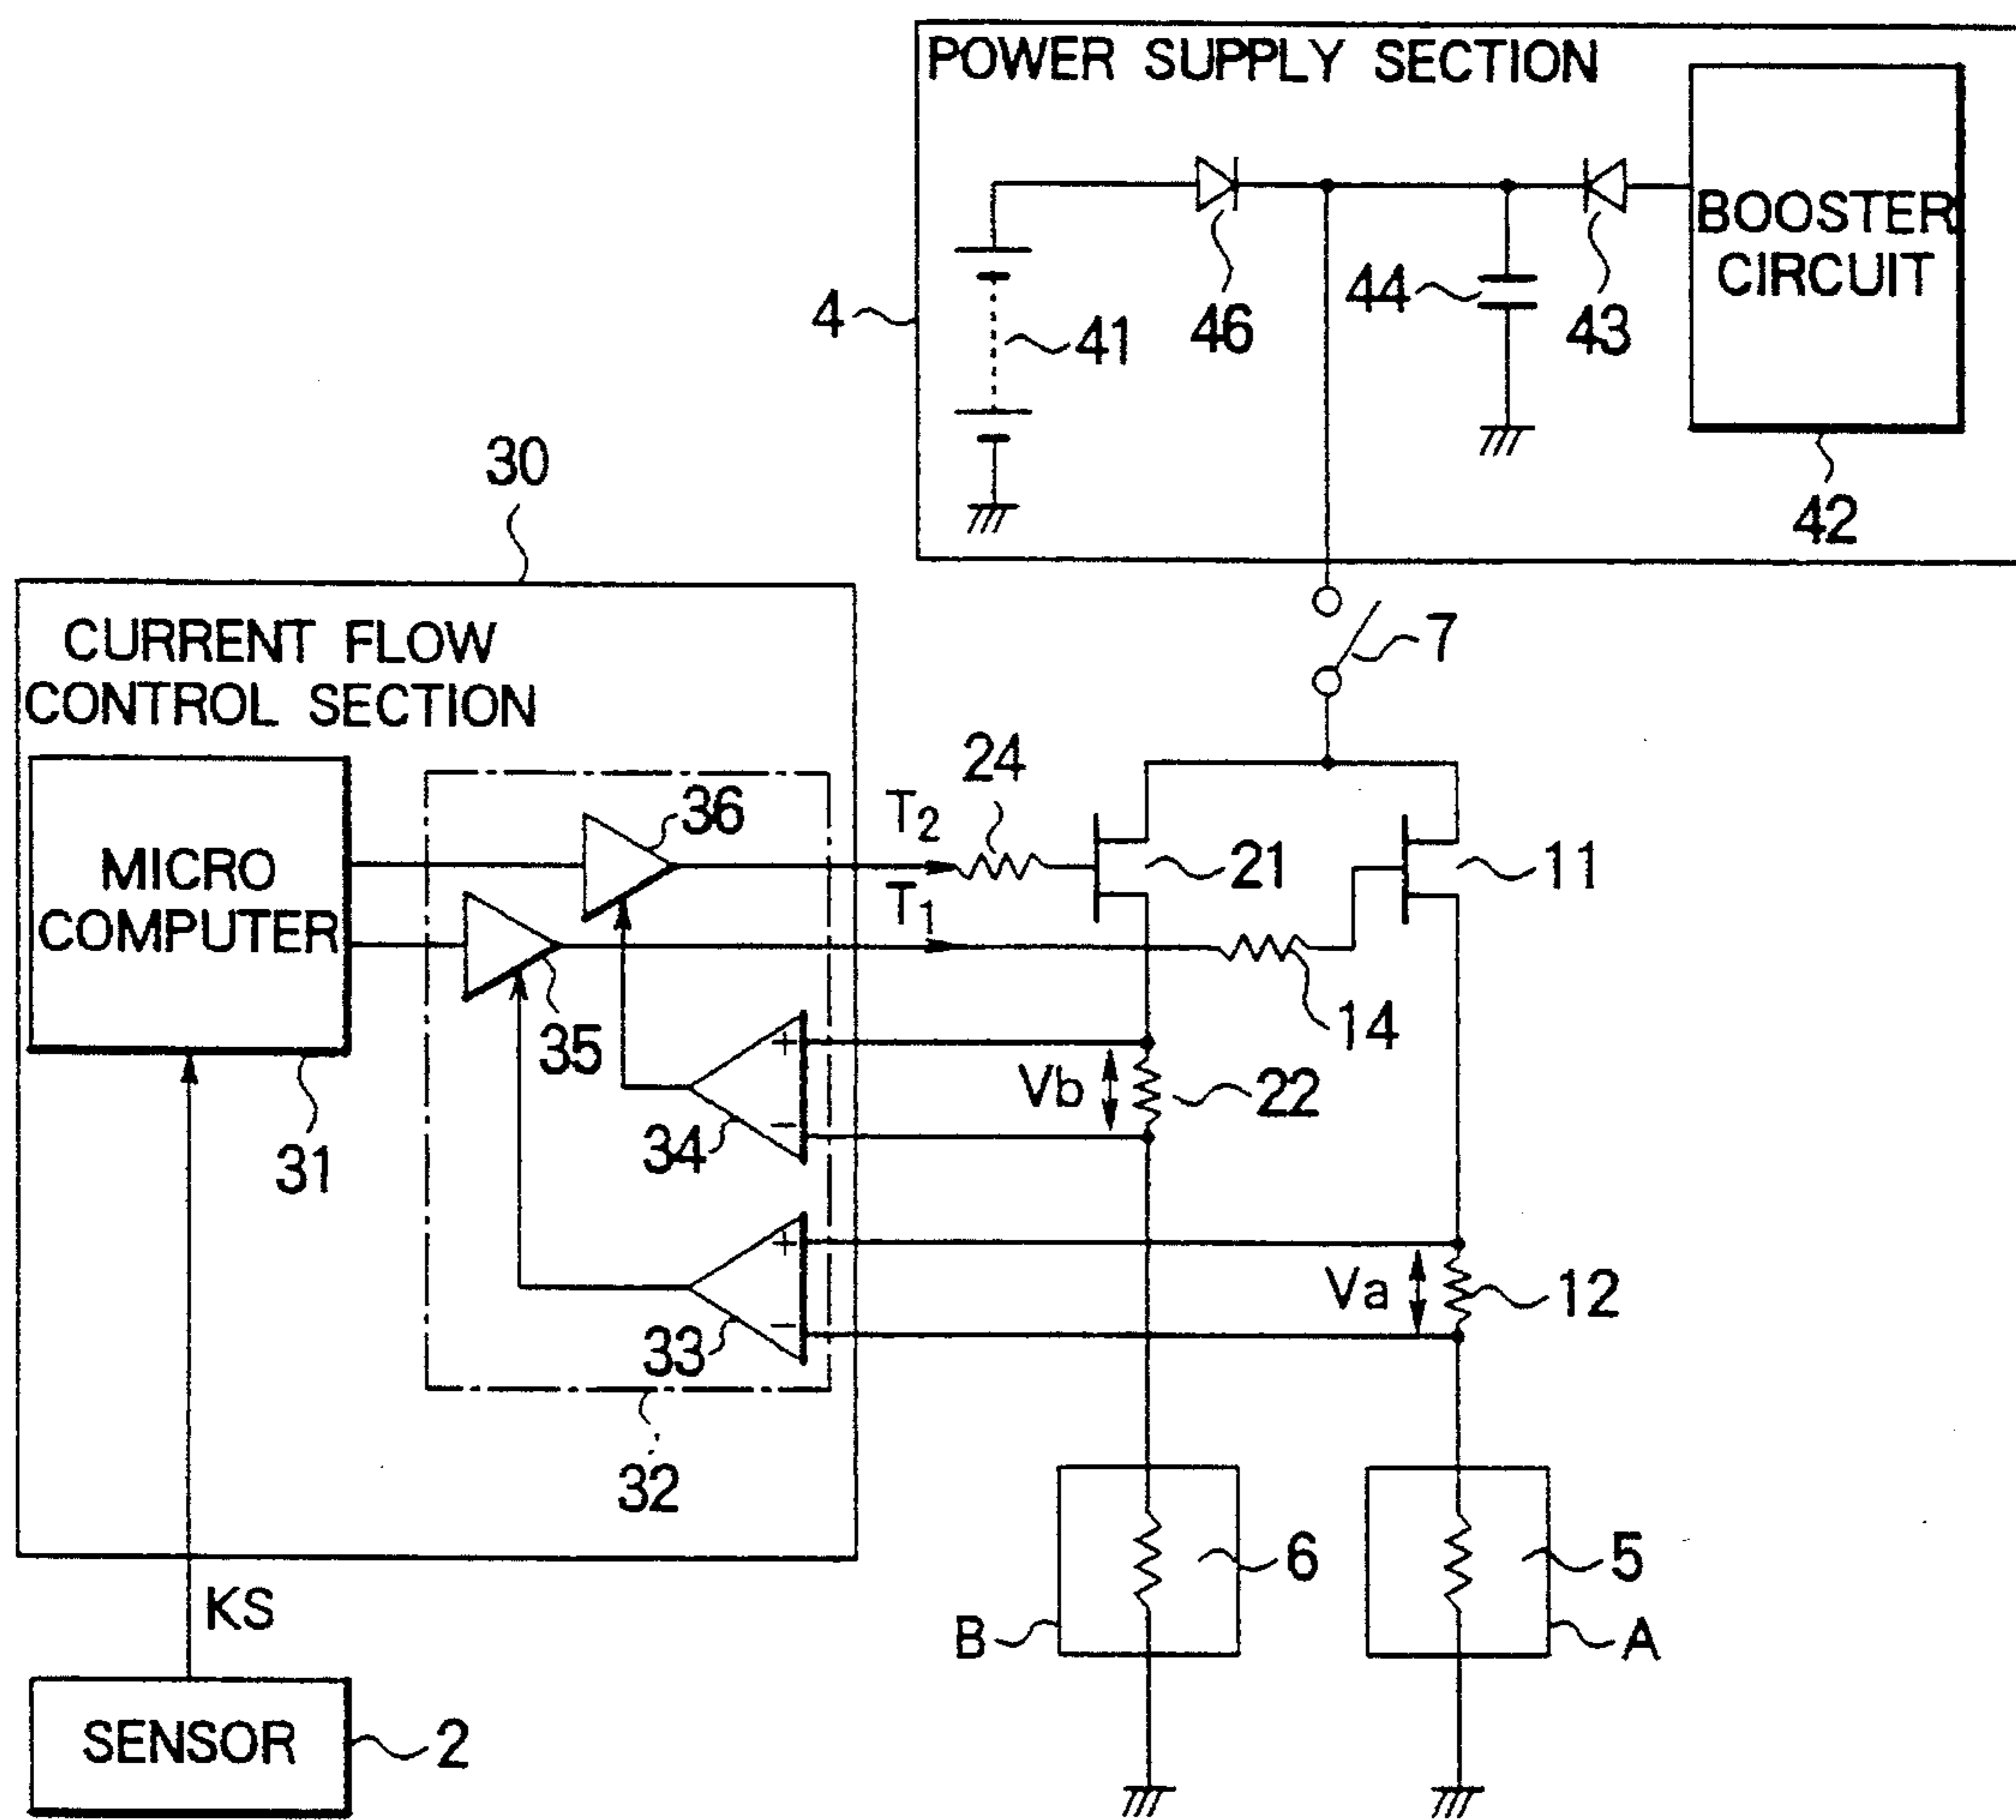 POWER SUPPLY SECTION
BOOSTER
CIRCUIT
4
41
46
44
43
42
30
7
CURRENT FLOW
CONTROL SECTION
MICRO
COMPUTER
31
36
35
34
33
32
T2
T1
24
21
11
14
+
-
Vb
22
+
-
Va
12
6
5
B
A
KS
SENSOR
2